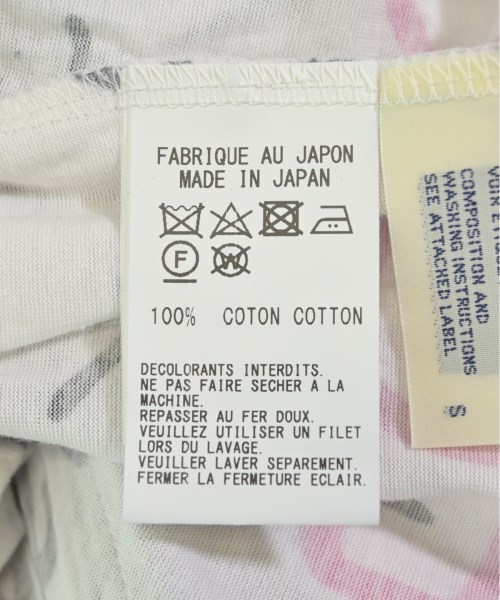 FABRIQUE AU JAPON
MADE IN JAPAN
F
W
100% COTON COTTON
DECOLORANTS INTERDITS.
NE PAS FAIRE SECHER A LA
MACHINE.
REPASSER AU FER DOUX.
VEUILLEZ UTILISER UN FILET
LORS DU LAVAGE.
VEUILLER LAVER SEPAREMENT.
FERMER LA FERMETURE ECLAIR.
COMPOSITION AND
WASHING INSTRUCTIONS
SEE ATTACHED LABEL
S